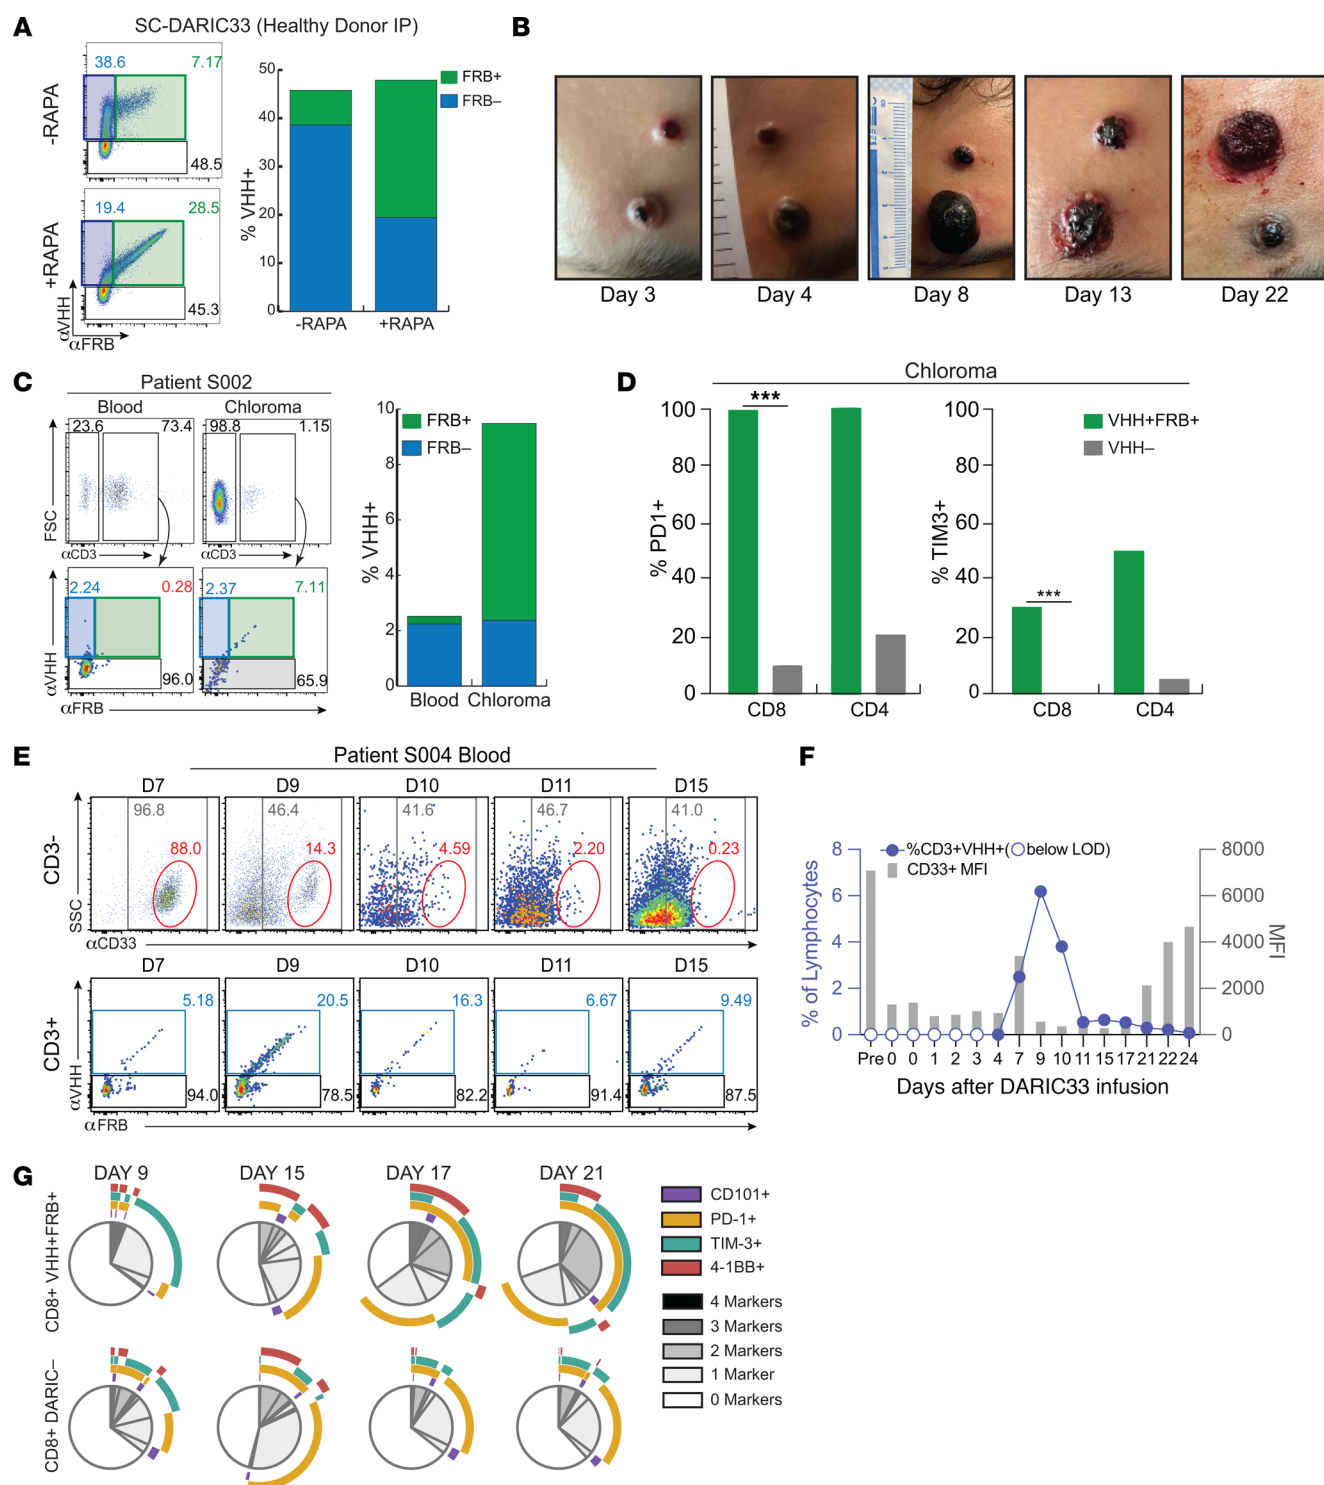 A
SC-DARIC33 (Healthy Donor IP)
-RAPA
38.6
7.17
48.5
+RAPA
19.4
28.5
45.3
αVHH
αFRB
% VHH+
50
40
30
20
10
0
-RAPA
+RAPA
FRB+
FRB–
B
Day 3
Day 4
Day 8
Day 13
Day 22
C
Patient S002
Blood
Chloroma
23.6
73.4
98.8
1.15
FSC
αCD3
αCD3
2.24
0.28
2.37
7.11
96.0
65.9
αVHH
αFRB
% VHH+
10
8
6
4
2
0
FRB+
FRB–
Blood
Chloroma
D
Chloroma
% PD1+
100
80
60
40
20
0
***
CD8
CD4
% TIM3+
100
80
60
40
20
0
***
CD8
CD4
VHH+FRB+
VHH–
E
Patient S004 Blood
D7
D9
D10
D11
D15
CD3-
SSC
96.8
46.4
41.6
46.7
41.0
88.0
14.3
4.59
2.20
0.23
αCD33
D7
D9
D10
D11
D15
CD3+
αVHH
5.18
20.5
16.3
6.67
9.49
94.0
78.5
82.2
91.4
87.5
αFRB
F
%CD3+VHH+(
below LOD)
CD33+ MFI
% of Lymphocytes
8
6
4
2
0
8000
6000
4000
2000
0
MFI
Pre 0 0 1 2 3 4 7 9 10 11 15 17 21 22 24
Days after DARIC33 infusion
G
DAY 9
DAY 15
DAY 17
DAY 21
CD8+ VHH+FRB+
CD8+ DARIC–
CD101+
PD-1+
TIM-3+
4-1BB+
4 Markers
3 Markers
2 Markers
1 Marker
0 Markers